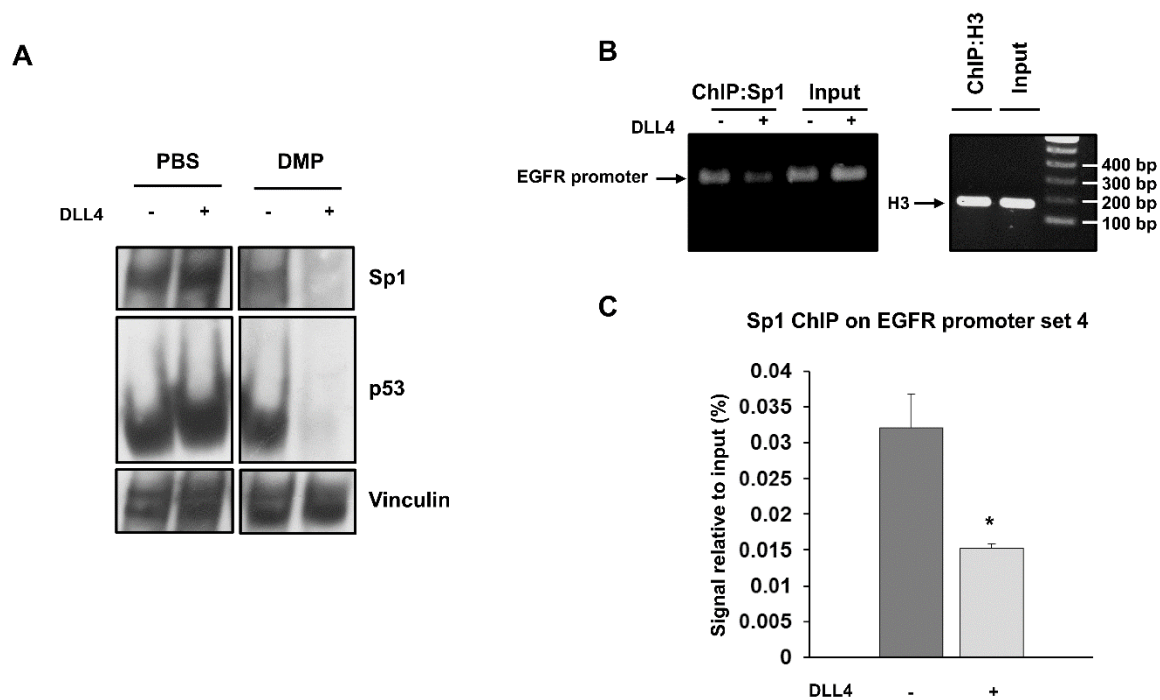 A
PBS DMP
DLL4 - + - +
Sp1
p53
Vinculin
B
ChIP:Sp1 Input
DLL4 - + - +
EGFR promoter
ChIP:H3 Input
H3
400 bp
300 bp
200 bp
100 bp
C
Sp1 ChIP on EGFR promoter set 4
Signal relative to input (%)
0.04
0.035
0.03
0.025
0.02
0.015
0.01
0.005
0
*
DLL4 - +